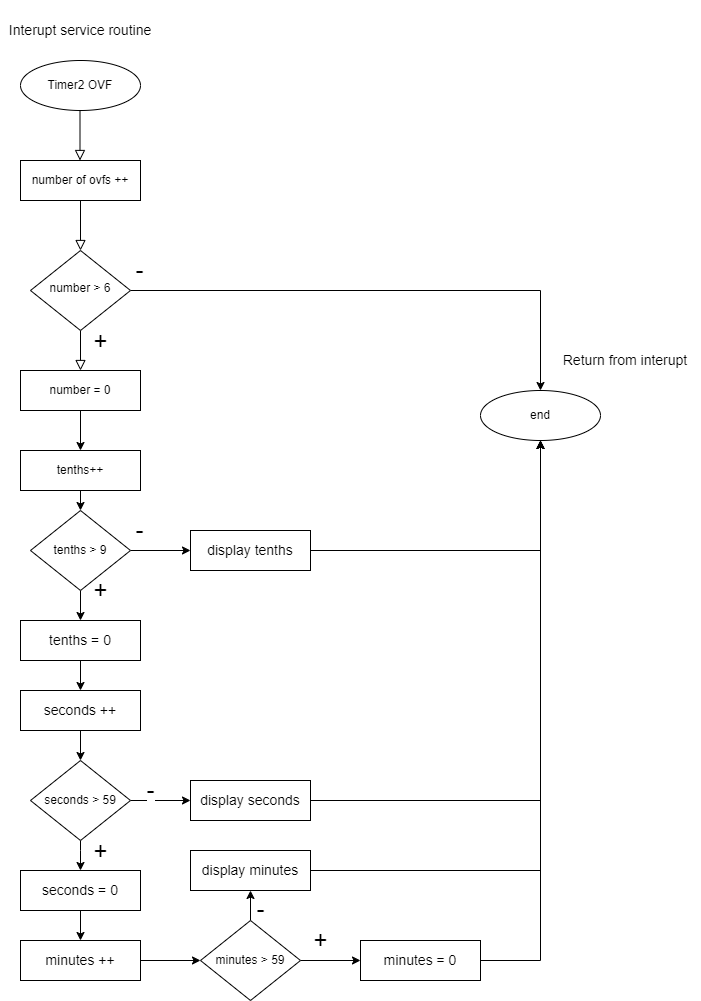 Interupt service routine
Timer2 OVF
number of ovfs ++
number > 6
-
+
number = 0
Return from interupt
end
tenths++
tenths > 9
-
display tenths
+
tenths = 0
seconds ++
seconds > 59
-
display seconds
+
display minutes
seconds = 0
-
minutes ++
minutes > 59
+
minutes = 0